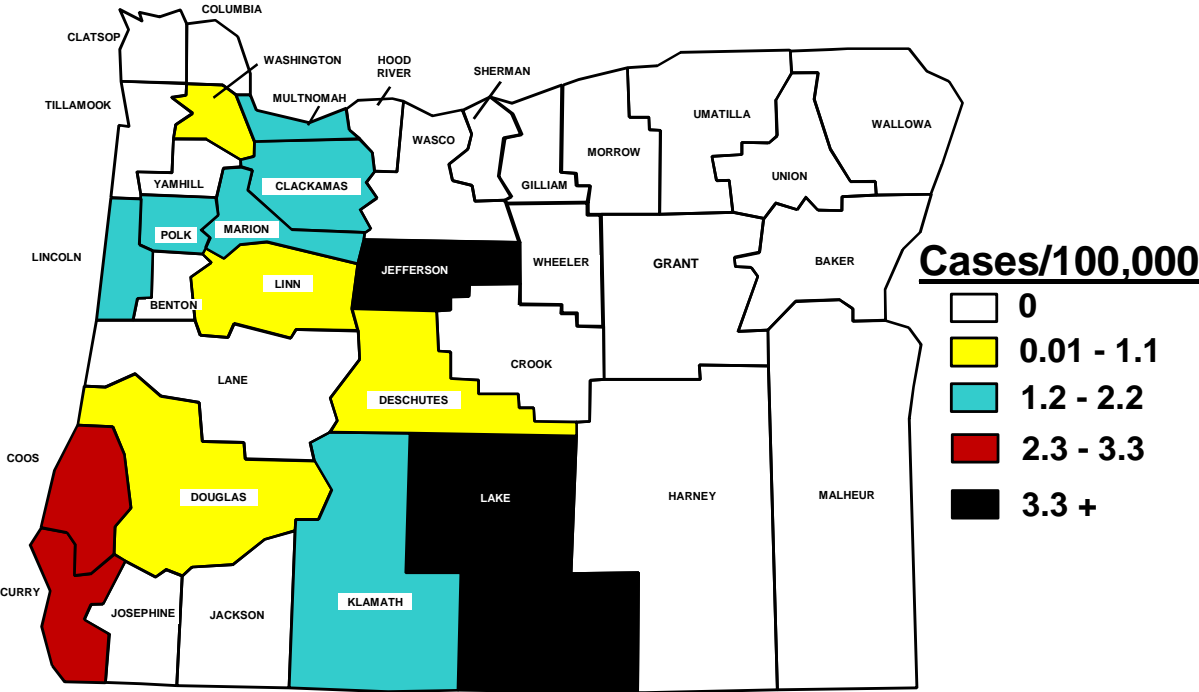 COLUMBIA
CLATSOP
WASHINGTON
HOOD
RIVER
SHERMAN
TILLAMOOK
MULTNOMAH
UMATILLA
WALLOWA
WASCO
MORROW
UNION
YAMHILL
CLACKAMAS
GILLIAM
POLK
MARION
LINCOLN
JEFFERSON
WHEELER
GRANT
BAKER
LINN
BENTON
CROOK
LANE
DESCHUTES
COOS
DOUGLAS
LAKE
HARNEY
MALHEUR
CURRY
JOSEPHINE
JACKSON
KLAMATH
Cases/100,000
0
0.01 - 1.1
1.2 - 2.2
2.3 - 3.3
3.3 +